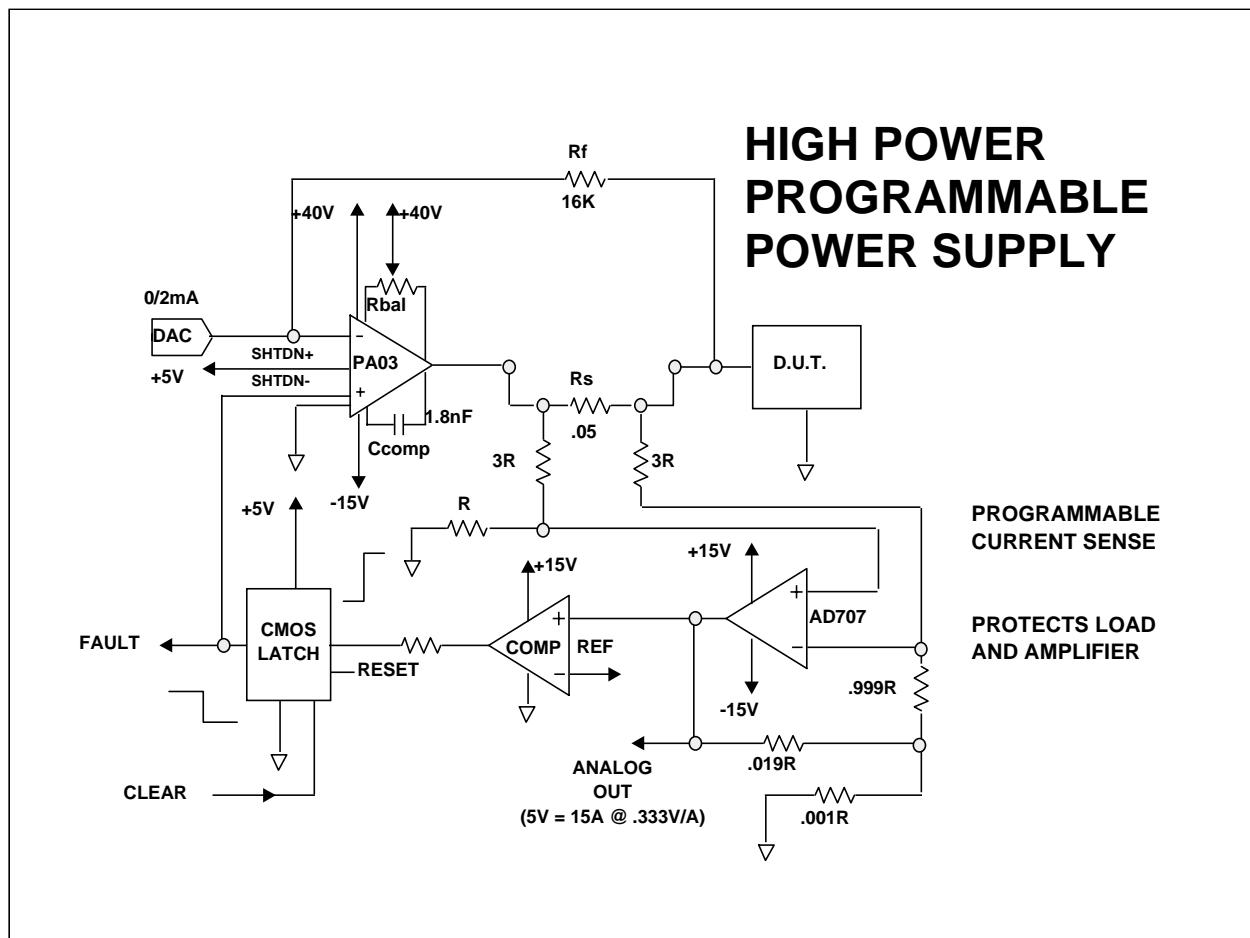 HIGH POWER
PROGRAMMABLE
POWER SUPPLY
Rf
16K
+40V
+40V
Rbal
0/2mA
DAC
-
PA03
SHTDN+
+5V
SHTDN-
+
1.8nF
Ccomp
-15V
Rs
.05
D.U.T.
3R
3R
R
+5V
PROGRAMMABLE
CURRENT SENSE
+15V
+15V
+
AD707
-
-15V
PROTECTS LOAD
AND AMPLIFIER
+
COMP
REF
-
FAULT
CMOS
LATCH
RESET
.999R
.019R
ANALOG
OUT
(5V = 15A @ .333V/A)
.001R
CLEAR